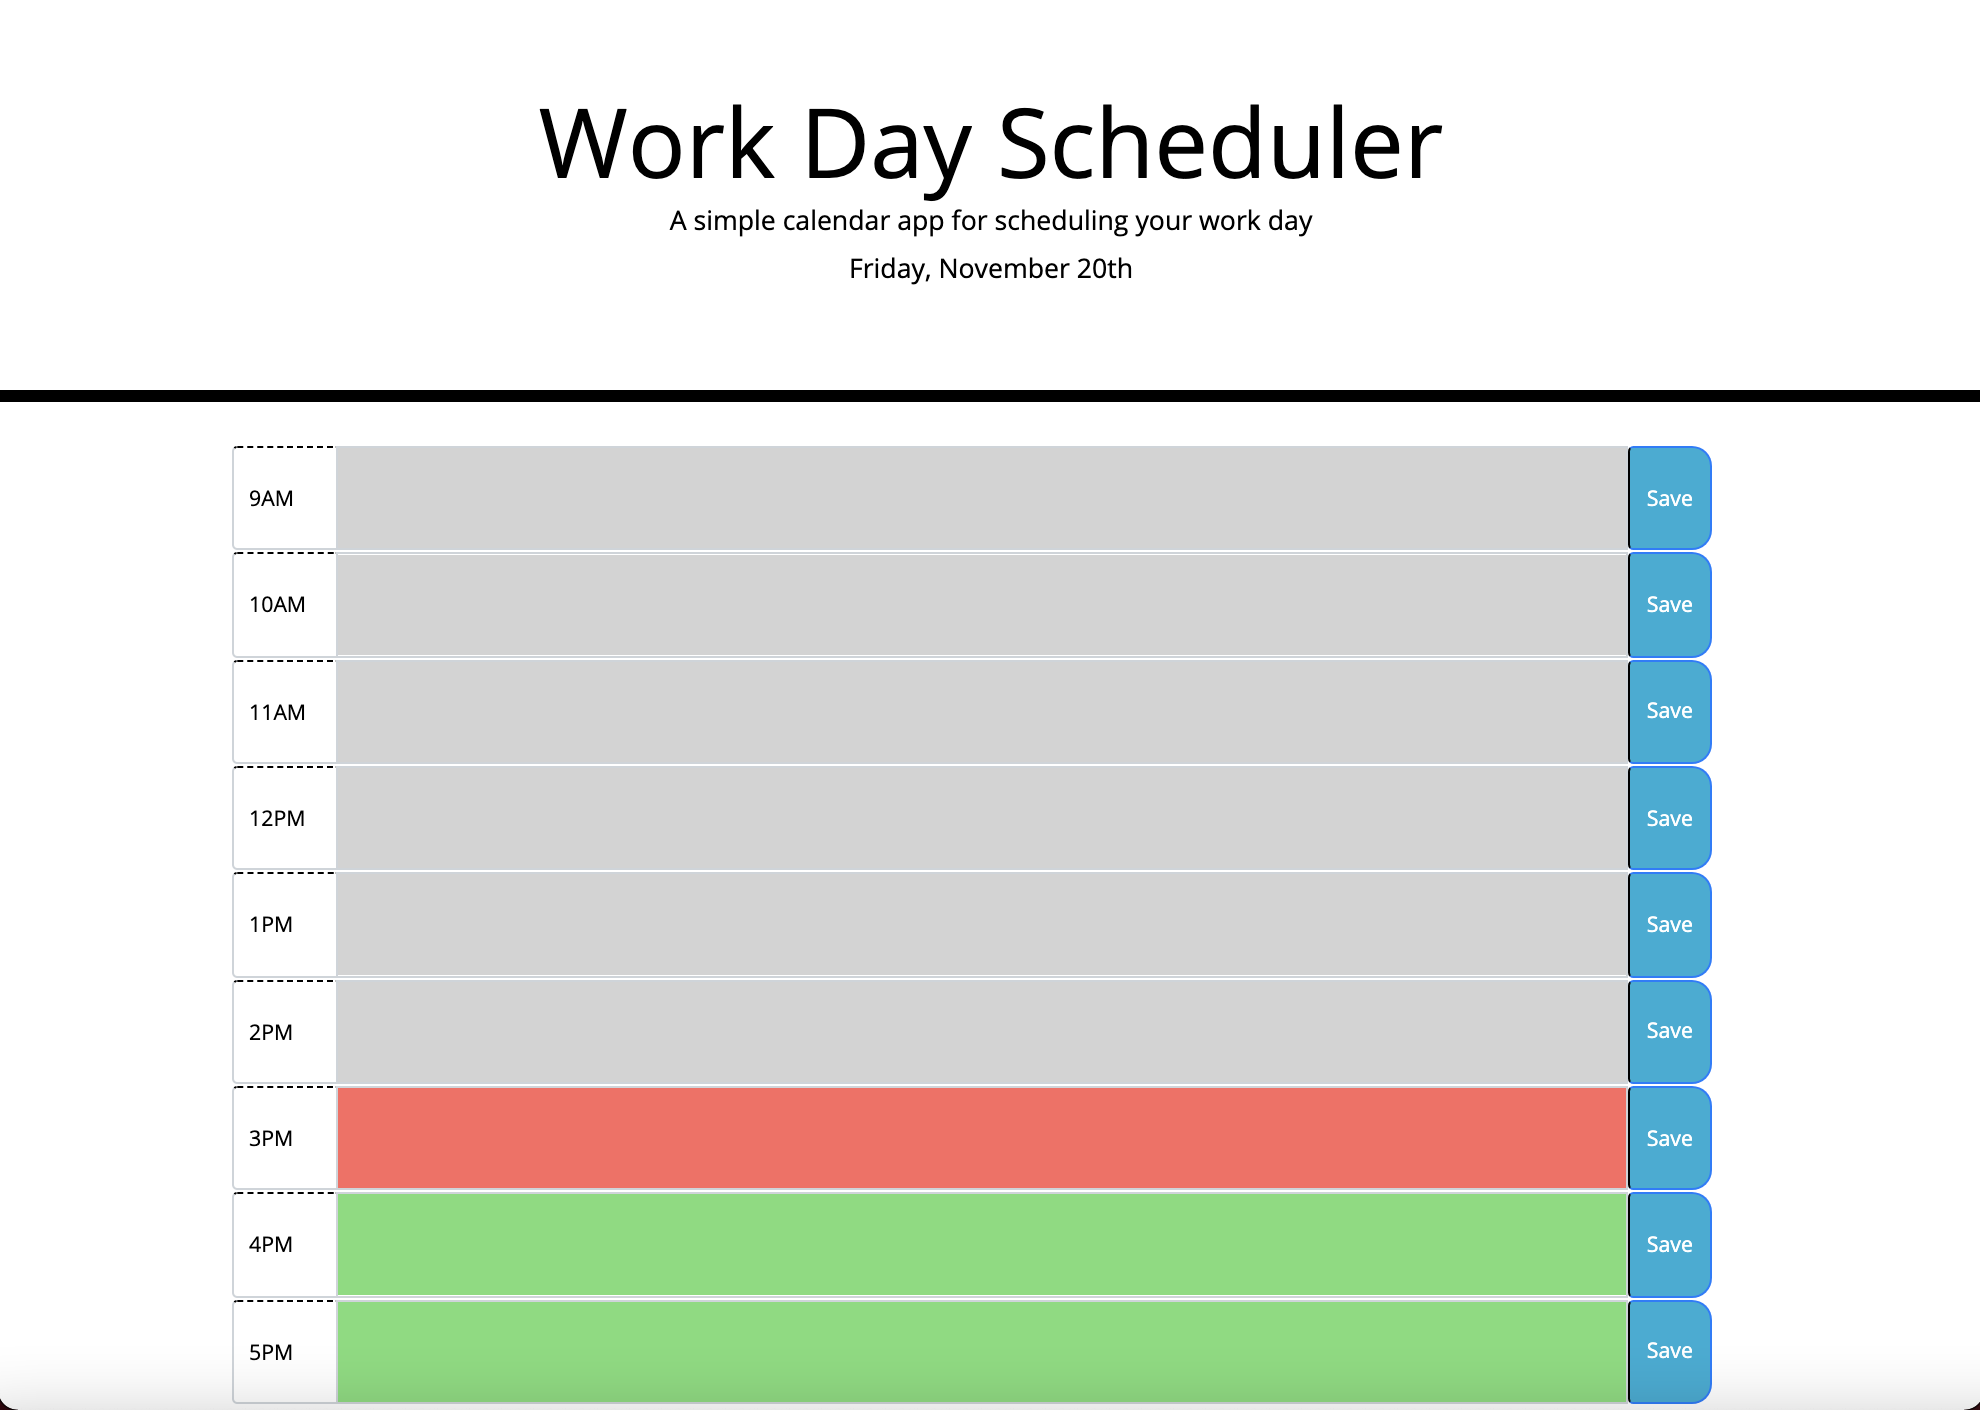 Work Day Scheduler
A simple calendar app for scheduling your work day
Friday, November 20th
9AM Save
10AM Save
11AM Save
12PM Save
1PM Save
2PM Save
3PM Save
4PM Save
5PM Save